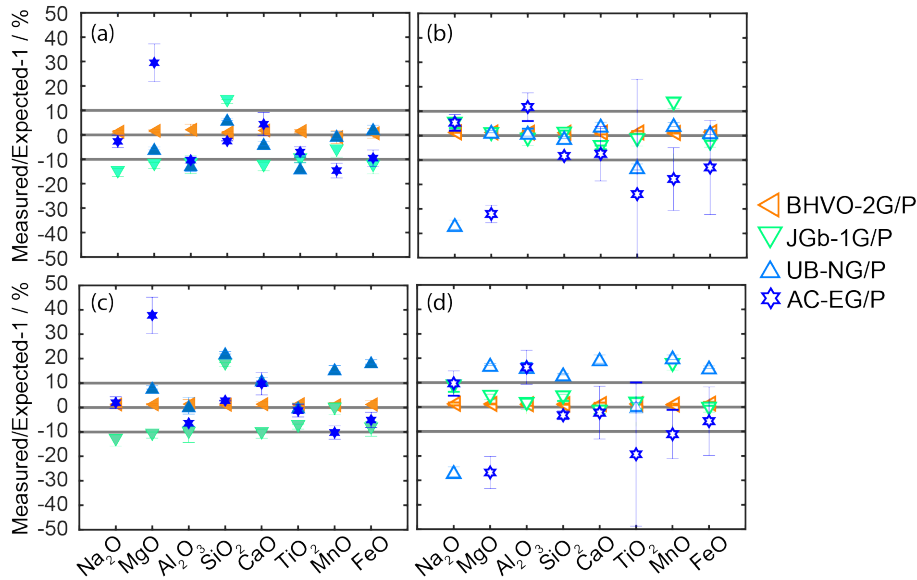 (a)
(b)
Measured/Expected-1 / %
50
40
30
20
10
0
-10
-20
-30
-40
-50
BHVO-2G/P
JGb-1G/P
UB-NG/P
AC-EG/P
(c)
(d)
Measured/Expected-1 / %
50
40
30
20
10
0
-10
-20
-30
-40
-50
Na₂O MgO Al₂O₃ SiO₂ CaO TiO₂ MnO FeO
Na₂O MgO Al₂O₃ SiO₂ CaO TiO₂ MnO FeO